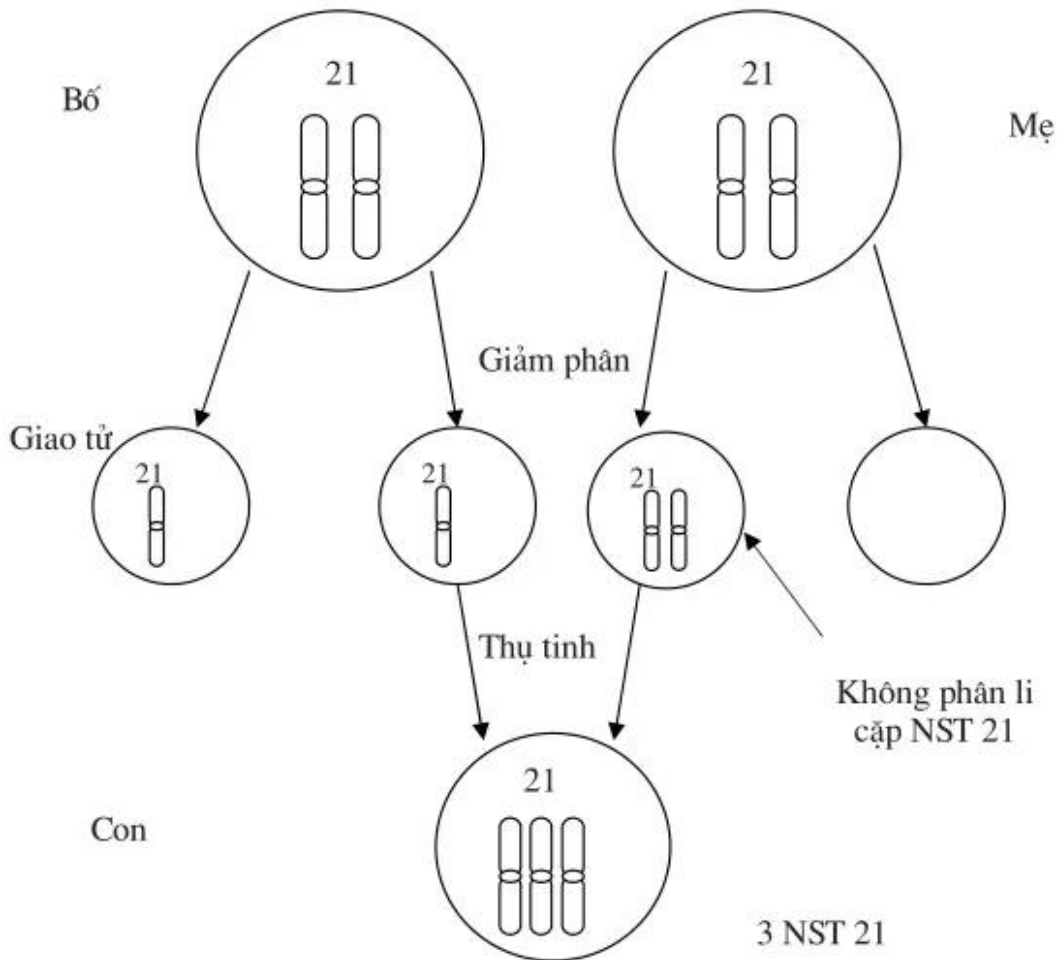 21
21
Bố
Mẹ
Giảm phân
Giao tử
21
21
21
Thụ tinh
Không phân li
cặp NST 21
21
Con
3 NST 21